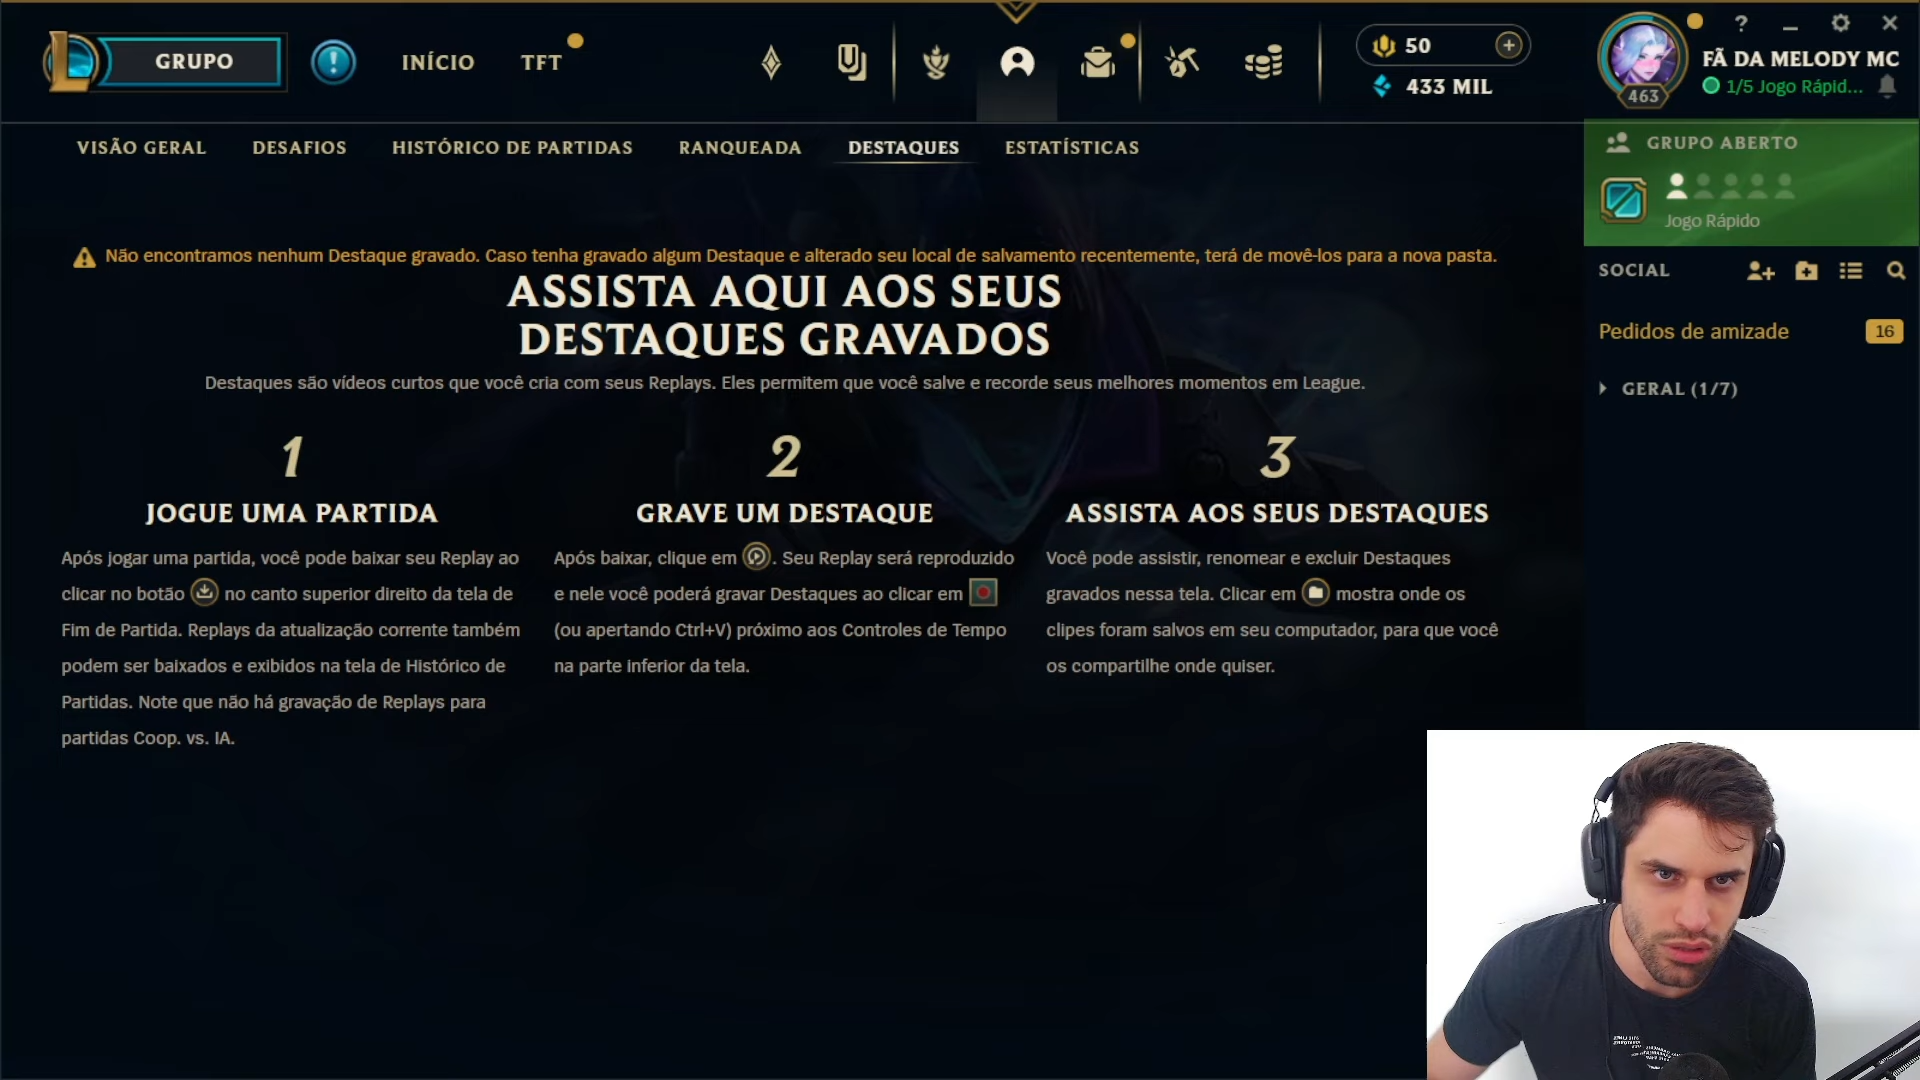 GRUPO
INÍCIO
TFT
50
433 MIL
463
FÃ DA MELODY MC
1/5 Jogo Rápid...
VISÃO GERAL
DESAFIOS
HISTÓRICO DE PARTIDAS
RANQUEADA
DESTAQUES
ESTATÍSTICAS
GRUPO ABERTO
Jogo Rápido
SOCIAL
Pedidos de amizade
16
GERAL (1/7)
Não encontramos nenhum Destaque gravado. Caso tenha gravado algum Destaque e alterado seu local de salvamento recentemente, terá de movê-los para a nova pasta.
ASSISTA AQUI AOS SEUS
DESTAQUES GRAVADOS
Destaques são vídeos curtos que você cria com seus Replays. Eles permitem que você salve e recorde seus melhores momentos em League.
1
JOGUE UMA PARTIDA
Após jogar uma partida, você pode baixar seu Replay ao
clicar no botão no canto superior direito da tela de
Fim de Partida. Replays da atualização corrente também
podem ser baixados e exibidos na tela de Histórico de
Partidas. Note que não há gravação de Replays para
partidas Coop. vs. IA.
2
GRAVE UM DESTAQUE
Após baixar, clique em . Seu Replay será reproduzido
e nele você poderá gravar Destaques ao clicar em
(ou apertando Ctrl+V) próximo aos Controles de Tempo
na parte inferior da tela.
3
ASSISTA AOS SEUS DESTAQUES
Você pode assistir, renomear e excluir Destaques
gravados nessa tela. Clicar em mostra onde os
clipes foram salvos em seu computador, para que você
os compartilhe onde quiser.